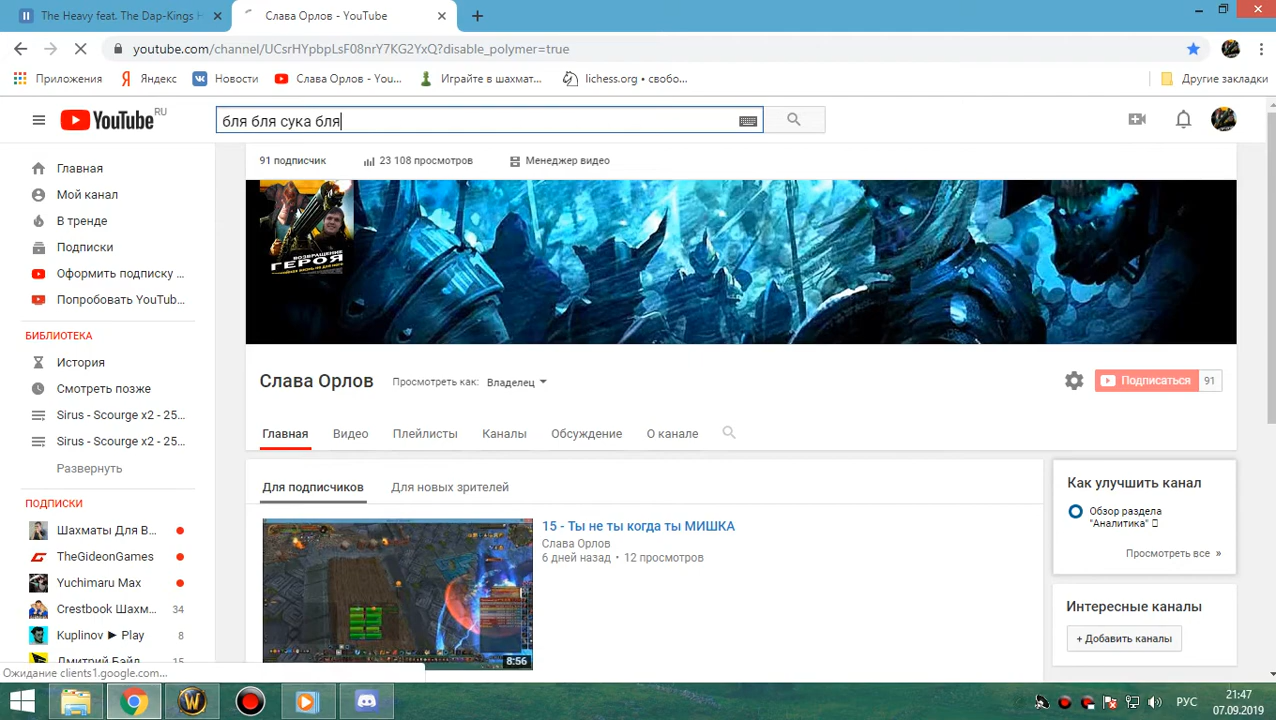 The Heavy feat. The Dap-Kings H
Слава Орлов - YouTube
youtube.com/channel/UCsrHYpbpLsF08nrY7KG2YxQ?disable_polymer=true
Приложения
Яндекс
Новости
Слава Орлов - You...
Играйте в шахмат...
lichess.org • свобо...
Другие закладки
YouTube RU
бля бля сука бля
91 подписчик
23 108 просмотров
Менеджер видео
Главная
Мой канал
В тренде
Подписки
Оформить подписку ...
Попробовать YouTub...
БИБЛИОТЕКА
История
Смотреть позже
Sirus - Scourge x2 - 25...
Sirus - Scourge x2 - 25...
Развернуть
ПОДПИСКИ
Шахматы Для В...
TheGideonGames
Yuchimaru Max
Crestbook Шахм... 34
Kuplinov ► Play 8
Дмитрий Бэйл 15
ВОЗВРАЩЕНИЕ
ГЕРОЯ
Слава Орлов
Просмотреть как: Владелец
Подписаться 91
Главная
Видео
Плейлисты
Каналы
Обсуждение
О канале
Для подписчиков
Для новых зрителей
15 - Ты не ты когда ты МИШКА
Слава Орлов
6 дней назад • 12 просмотров
8:56
Как улучшить канал
Обзор раздела
"Аналитика"
Просмотреть все »
Интересные каналы
+ Добавить каналы
Ожидание clients1.google.com...
РУС
21:47
07.09.2019